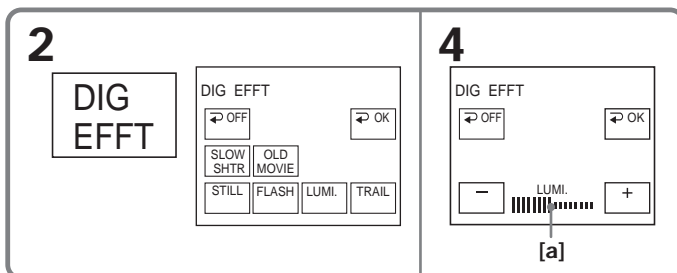 2
DIG
EFFT
DIG EFFT
⮌ OFF
⮌ OK
SLOW
SHTR
OLD
MOVIE
STILL
FLASH
LUMI.
TRAIL
4
DIG EFFT
⮌ OFF
⮌ OK
–
LUMI.
+
[a]